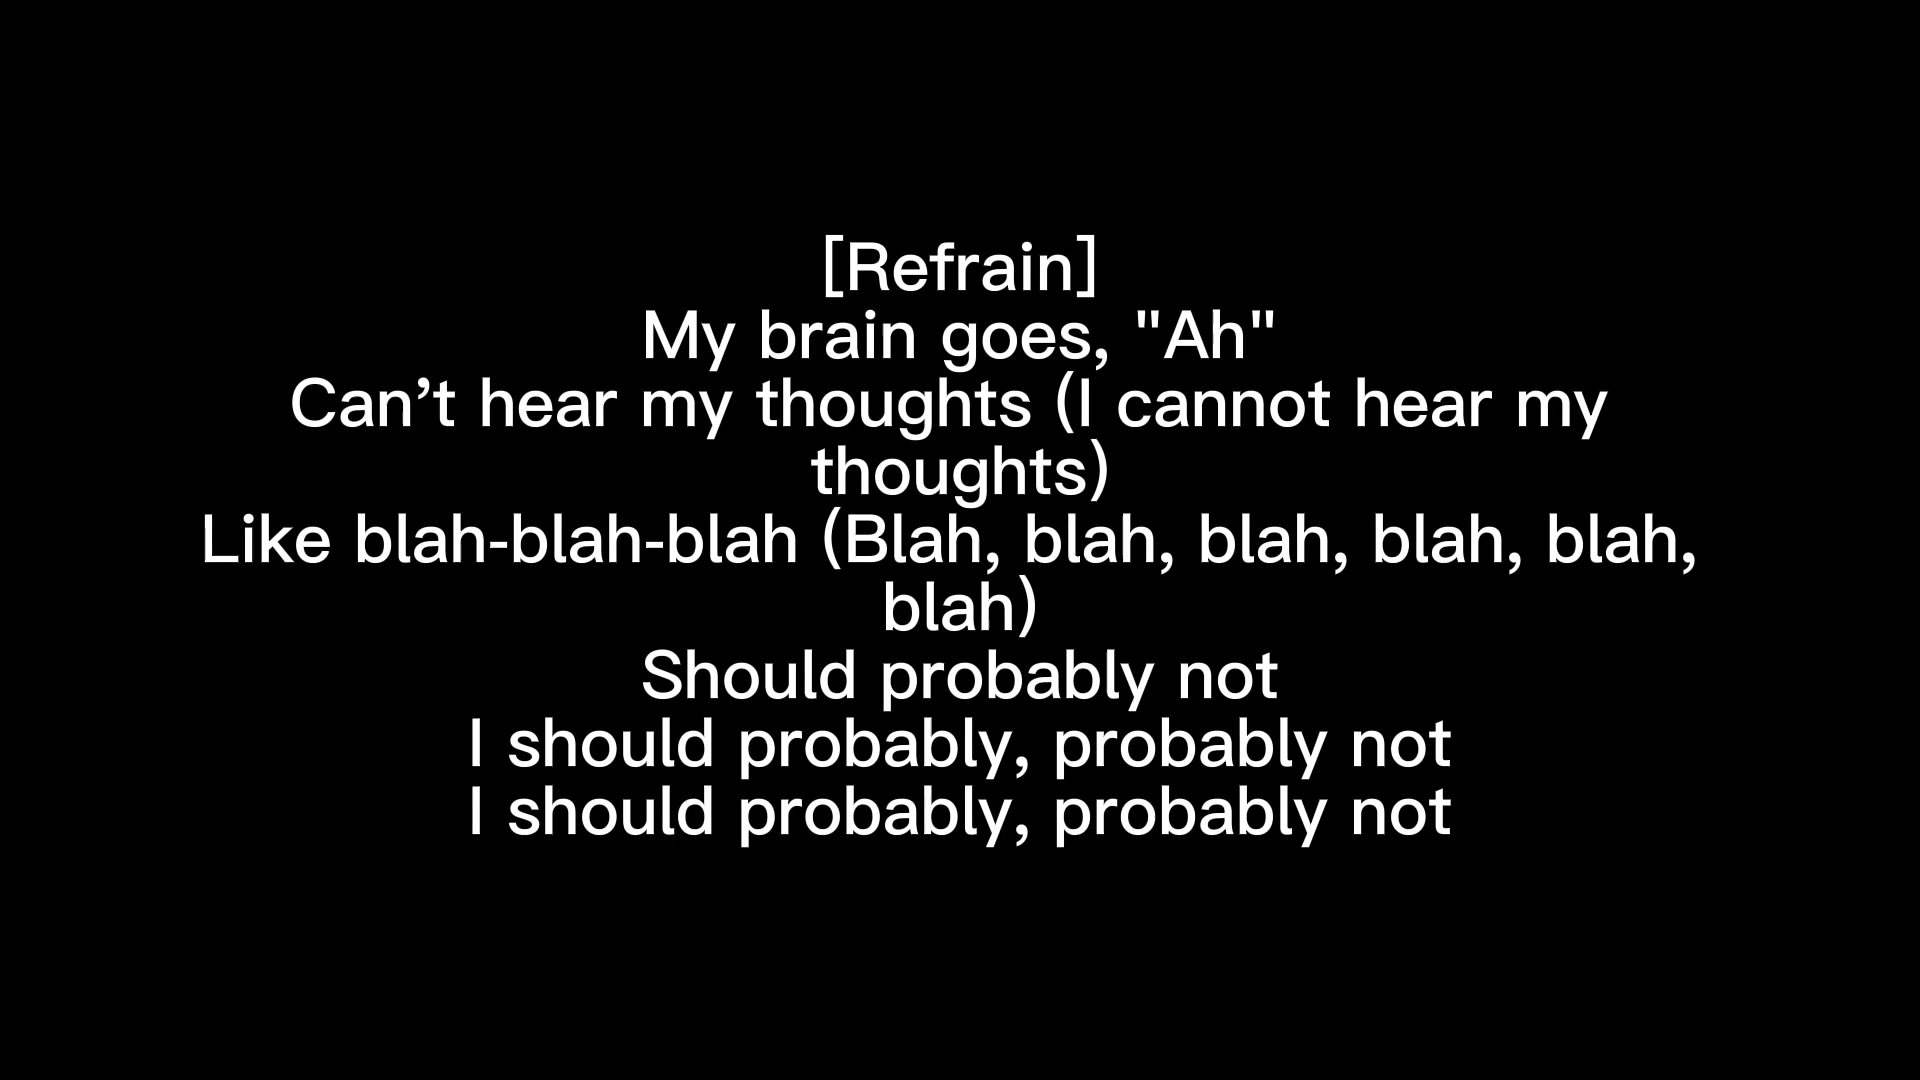 [Refrain]
My brain goes, "Ah"
Can’t hear my thoughts (I cannot hear my
thoughts)
Like blah-blah-blah (Blah, blah, blah, blah, blah,
blah)
Should probably not
I should probably, probably not
I should probably, probably not